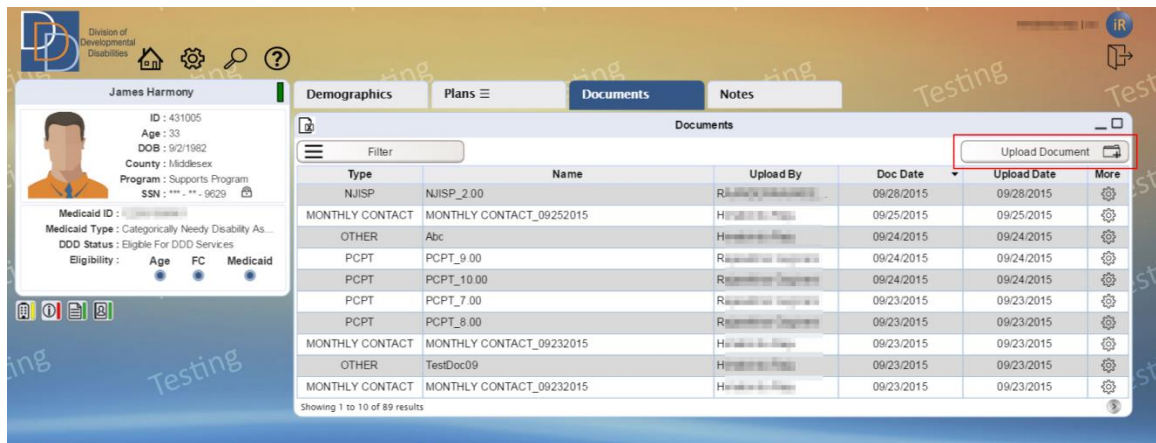 Division of
Developmental
Disabilities
iR
James Harmony
ID : 431005
Age : 33
DOB : 9/2/1982
County : Middlesex
Program : Supports Program
SSN : *** - ** - 9629
Medicaid ID :
Medicaid Type : Categorically Needy Disability As...
DDD Status : Eligible For DDD Services
Eligibility : Age FC Medicaid
Demographics Plans Documents Notes
Documents
Filter Upload Document
Type Name Upload By Doc Date Upload Date More
NJISP NJISP_2.00 R 09/28/2015 09/28/2015
MONTHLY CONTACT MONTHLY CONTACT_09252015 H 09/25/2015 09/25/2015
OTHER Abc H 09/24/2015 09/24/2015
PCPT PCPT_9.00 R 09/24/2015 09/24/2015
PCPT PCPT_10.00 R 09/24/2015 09/24/2015
PCPT PCPT_7.00 R 09/23/2015 09/23/2015
PCPT PCPT_8.00 R 09/23/2015 09/23/2015
MONTHLY CONTACT MONTHLY CONTACT_09232015 H 09/23/2015 09/23/2015
OTHER TestDoc09 H 09/23/2015 09/23/2015
MONTHLY CONTACT MONTHLY CONTACT_09232015 H 09/23/2015 09/23/2015
Showing 1 to 10 of 89 results
Testing
Testing